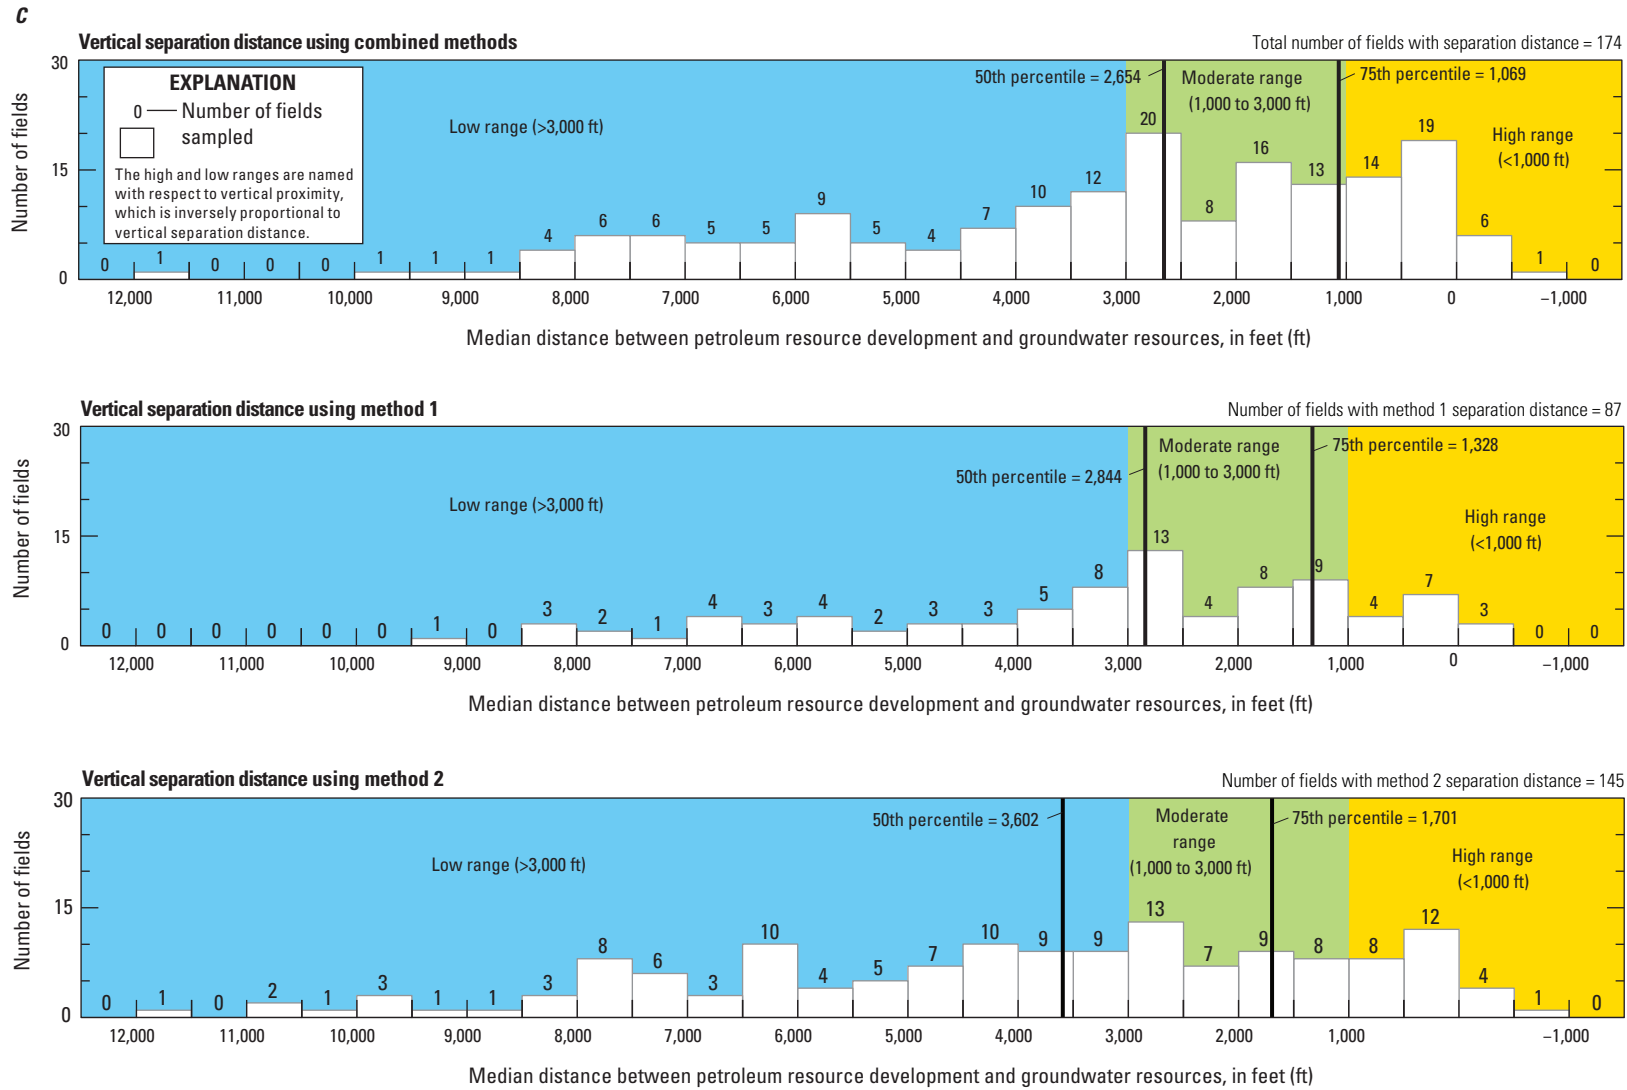 C
Vertical separation distance using combined methods
Total number of fields with separation distance = 174
30
15
0
Number of fields
EXPLANATION
0 Number of fields
sampled
The high and low ranges are named
with respect to vertical proximity,
which is inversely proportional to
vertical separation distance.
Low range (>3,000 ft)
50th percentile = 2,654
Moderate range
(1,000 to 3,000 ft)
75th percentile = 1,069
High range
(<1,000 ft)
0 1 0 0 0 1 1 1 4 6 6 5 5 9 5 4 7 10 12 20 8 16 13 14 19 6 1 0
12,000 11,000 10,000 9,000 8,000 7,000 6,000 5,000 4,000 3,000 2,000 1,000 0 –1,000
Median distance between petroleum resource development and groundwater resources, in feet (ft)
Vertical separation distance using method 1
Number of fields with method 1 separation distance = 87
30
15
0
Number of fields
Low range (>3,000 ft)
50th percentile = 2,844
Moderate range
(1,000 to 3,000 ft)
75th percentile = 1,328
High range
(<1,000 ft)
0 0 0 0 0 0 1 0 3 2 1 4 3 4 2 3 3 5 8 13 4 8 9 4 7 3 0 0
12,000 11,000 10,000 9,000 8,000 7,000 6,000 5,000 4,000 3,000 2,000 1,000 0 –1,000
Median distance between petroleum resource development and groundwater resources, in feet (ft)
Vertical separation distance using method 2
Number of fields with method 2 separation distance = 145
30
15
0
Number of fields
Low range (>3,000 ft)
50th percentile = 3,602
Moderate
range
(1,000 to 3,000 ft)
75th percentile = 1,701
High range
(<1,000 ft)
0 1 0 2 1 3 1 1 3 8 6 3 10 4 5 7 10 9 9 13 7 9 8 8 12 4 1 0
12,000 11,000 10,000 9,000 8,000 7,000 6,000 5,000 4,000 3,000 2,000 1,000 –1,000
Median distance between petroleum resource development and groundwater resources, in feet (ft)